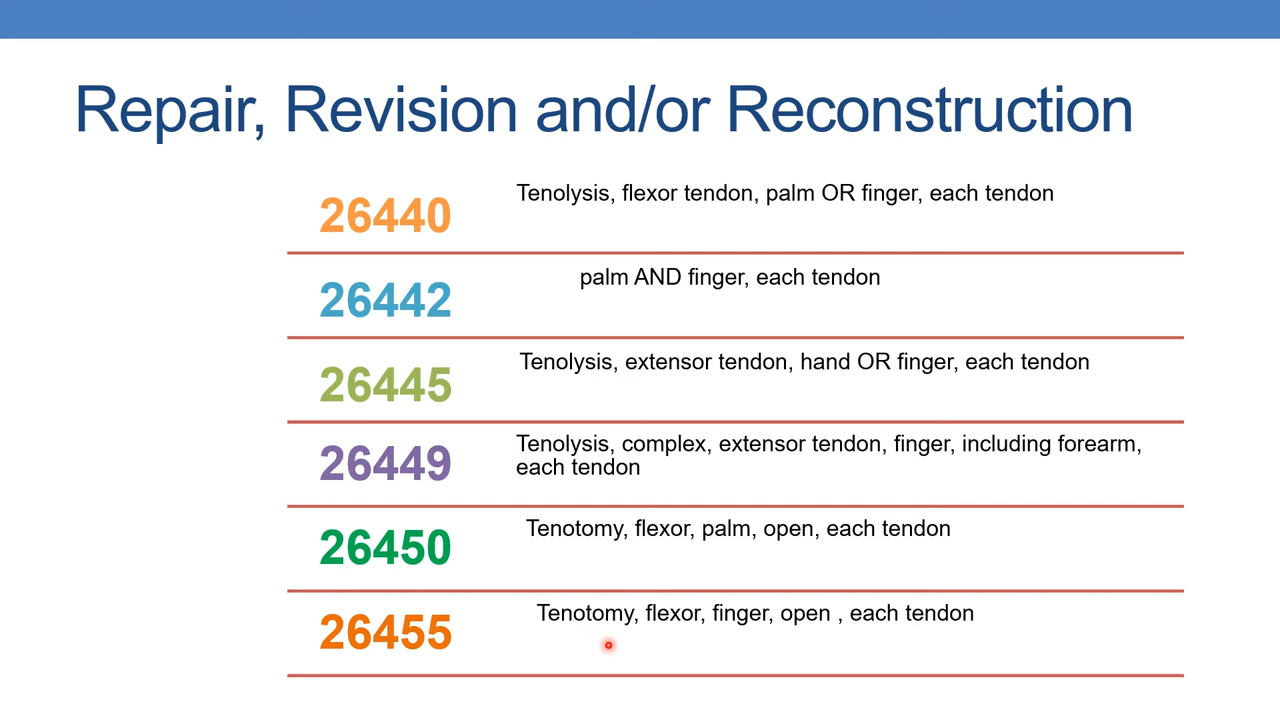 Repair, Revision and/or Reconstruction
26440
Tenolysis, flexor tendon, palm OR finger, each tendon
26442
palm AND finger, each tendon
26445
Tenolysis, extensor tendon, hand OR finger, each tendon
26449
Tenolysis, complex, extensor tendon, finger, including forearm,
each tendon
26450
Tenotomy, flexor, palm, open, each tendon
26455
Tenotomy, flexor, finger, open , each tendon